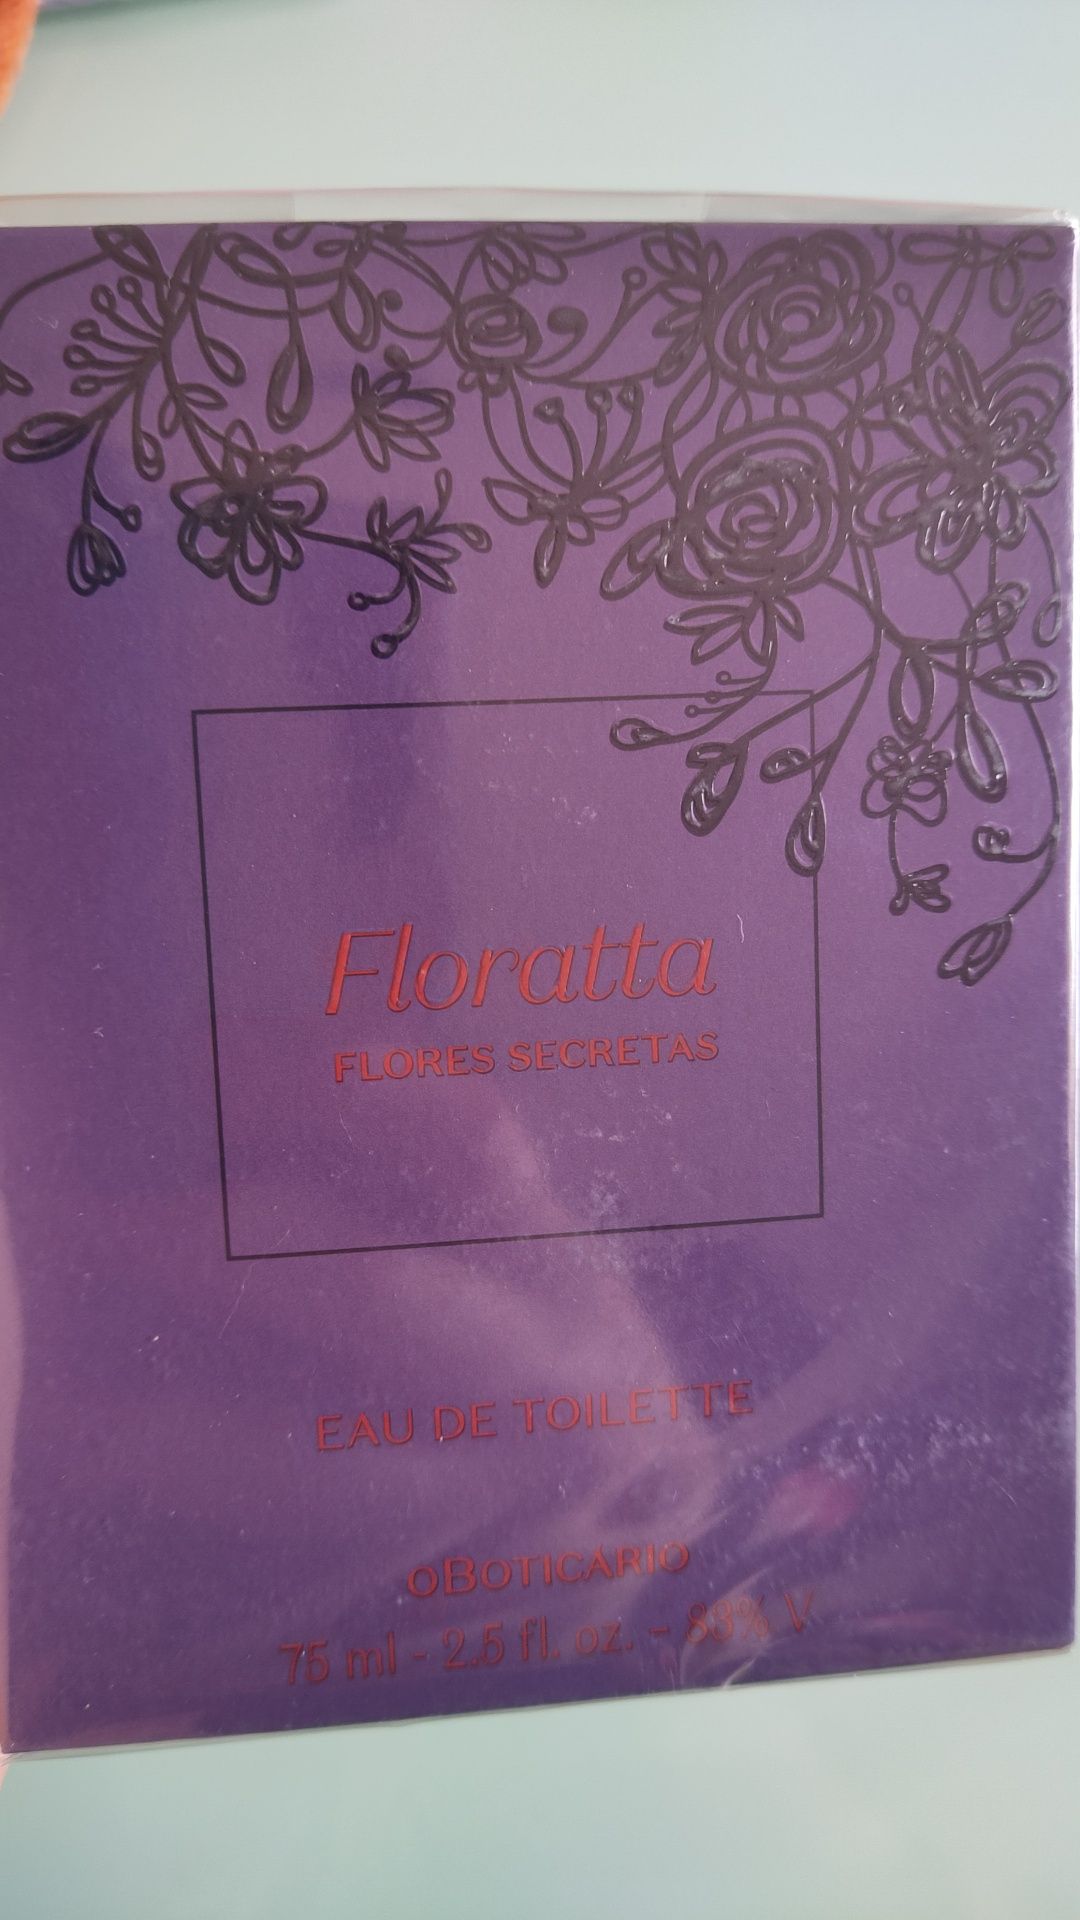 Floratta
FLORES SECRETAS
EAU DE TOILETTE
oBOTICÁRIO
75 ml - 2.5 fl. oz. - 83% V